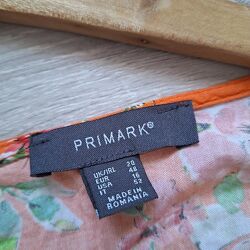 PRIMARK®
UK/IRL 20
EUR 48
USA 16
IT 52
MADE IN
ROMANIA